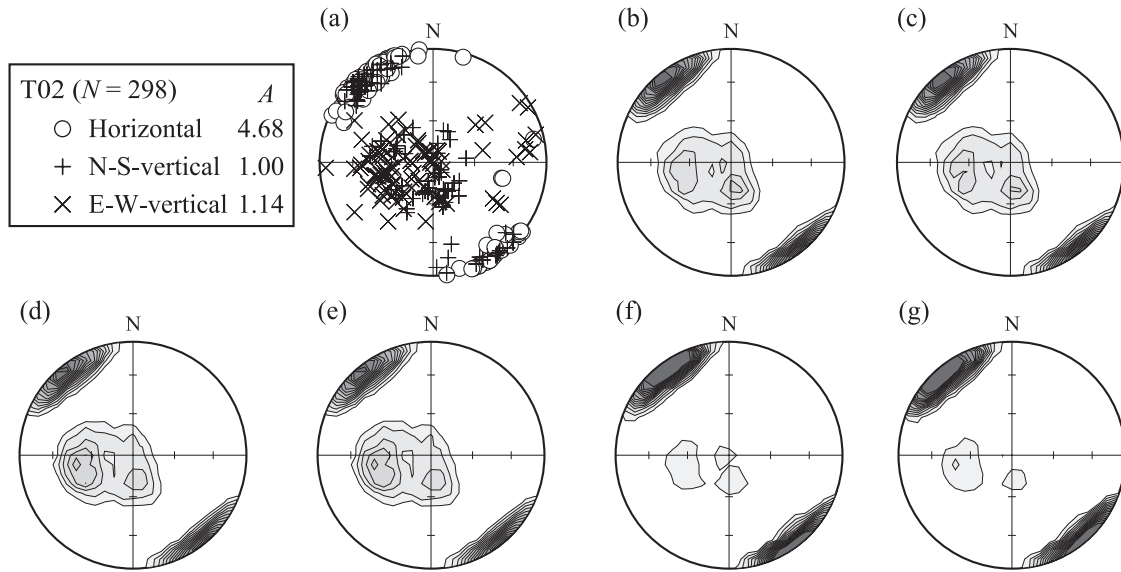 (a)
(b)
(c)
N
N
N
T02 (N = 298) A
Horizontal 4.68
N-S-vertical 1.00
E-W-vertical 1.14
(d)
(e)
(f)
(g)
N
N
N
N